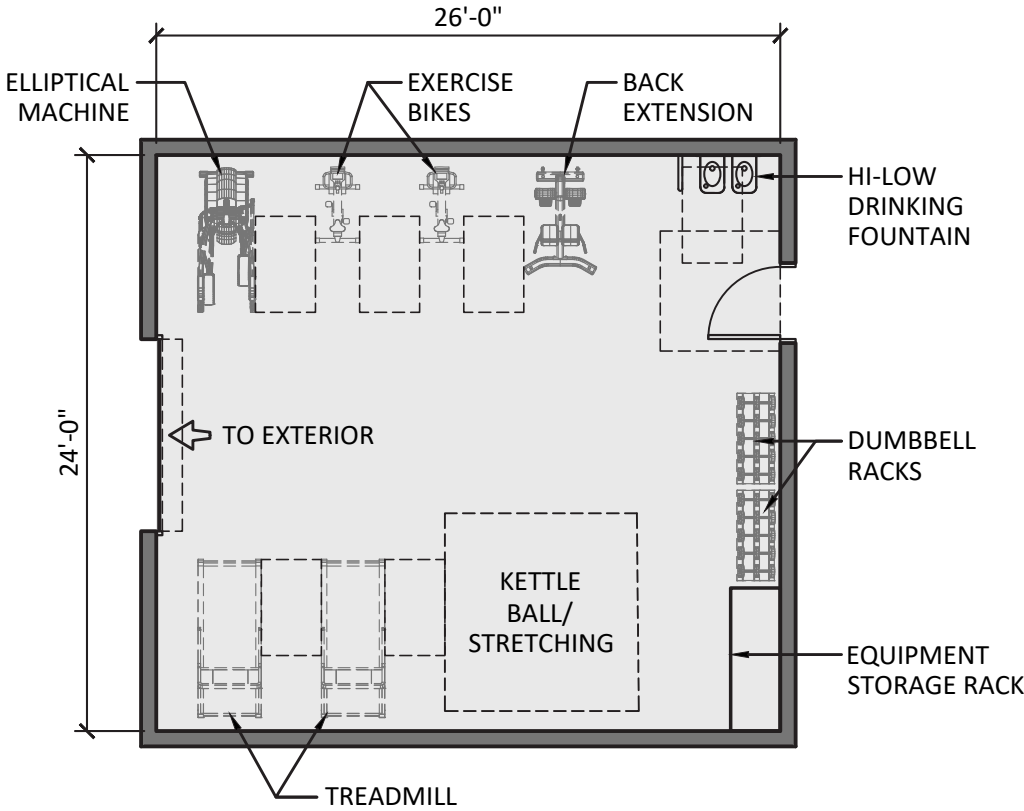 26'-0"
ELLIPTICAL
MACHINE
EXERCISE
BIKES
BACK
EXTENSION
HI-LOW
DRINKING
FOUNTAIN
24'-0"
TO EXTERIOR
DUMBBELL
RACKS
KETTLE
BALL/
STRETCHING
EQUIPMENT
STORAGE RACK
TREADMILL